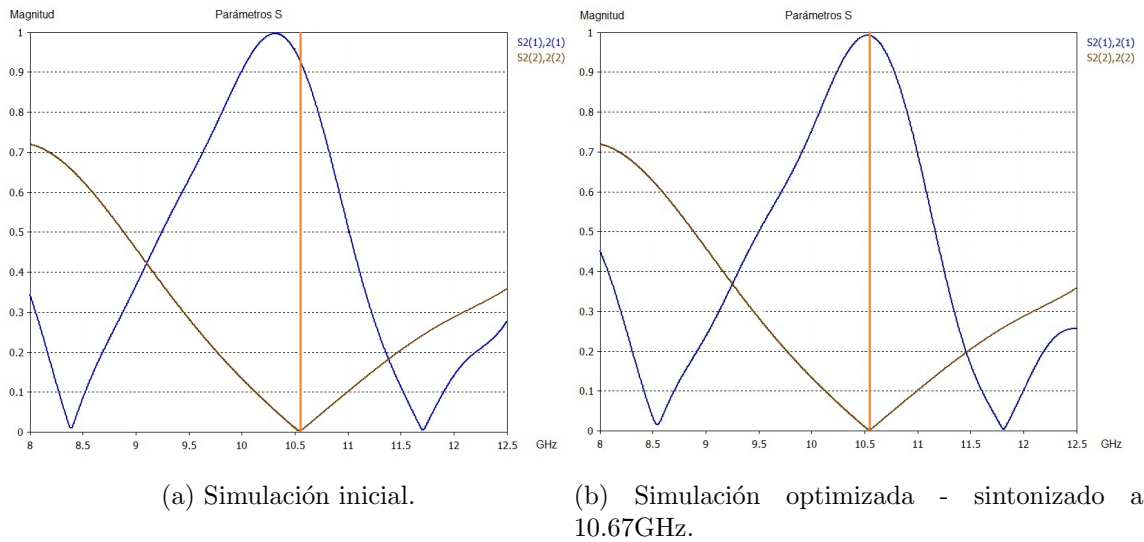 Magnitud Parámetros S
1
0.9
0.8
0.7
0.6
0.5
0.4
0.3
0.2
0.1
0
8 8.5 9 9.5 10 10.5 11 11.5 12 12.5 GHz
S2(1),2(1)
S2(2),2(2)
(a) Simulación inicial.
Magnitud Parámetros S
1
0.9
0.8
0.7
0.6
0.5
0.4
0.3
0.2
0.1
0
8 8.5 9 9.5 10 10.5 11 11.5 12 12.5 GHz
S2(1),2(1)
S2(2),2(2)
(b) Simulación optimizada - sintonizado a
10.67GHz.